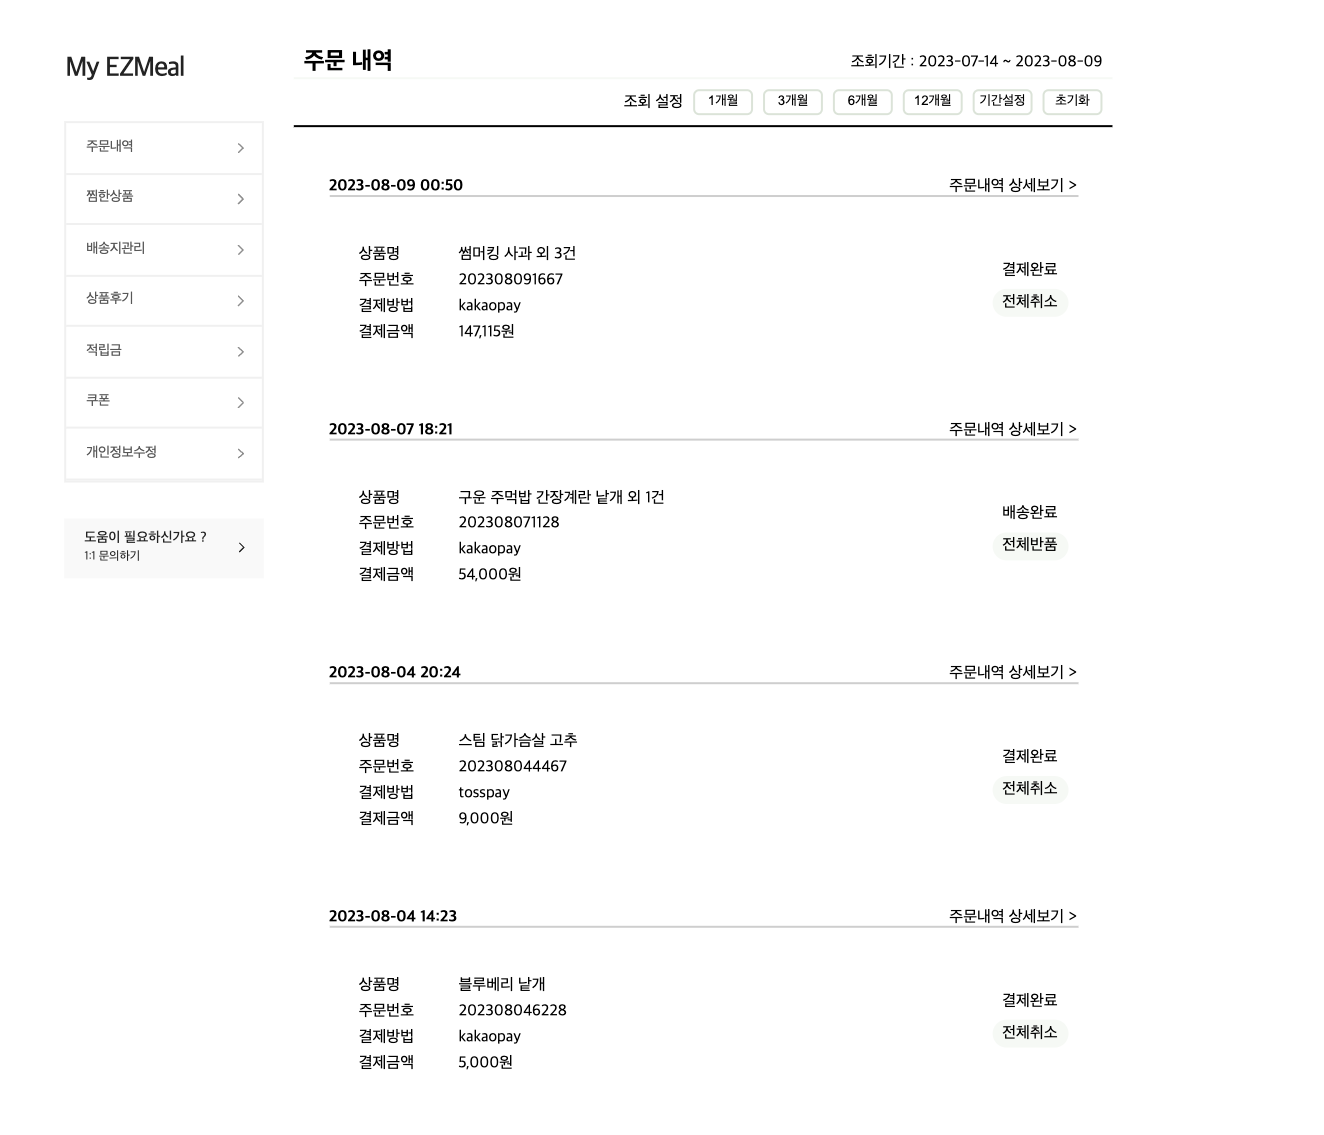 My EZMeal
주문내역
찜한상품
배송지관리
상품후기
적립금
쿠폰
개인정보수정
도움이 필요하신가요 ?
1:1 문의하기
주문 내역
조회기간 : 2023-07-14 ~ 2023-08-09
조회 설정 1개월 3개월 6개월 12개월 기간설정 초기화
2023-08-09 00:50 주문내역 상세보기 >
상품명 썸머킹 사과 외 3건
주문번호 202308091667
결제방법 kakaopay
결제금액 147,115원
결제완료
전체취소
2023-08-07 18:21 주문내역 상세보기 >
상품명 구운 주먹밥 간장계란 낱개 외 1건
주문번호 202308071128
결제방법 kakaopay
결제금액 54,000원
배송완료
전체반품
2023-08-04 20:24 주문내역 상세보기 >
상품명 스팀 닭가슴살 고추
주문번호 202308044467
결제방법 tosspay
결제금액 9,000원
결제완료
전체취소
2023-08-04 14:23 주문내역 상세보기 >
상품명 블루베리 낱개
주문번호 202308046228
결제방법 kakaopay
결제금액 5,000원
결제완료
전체취소